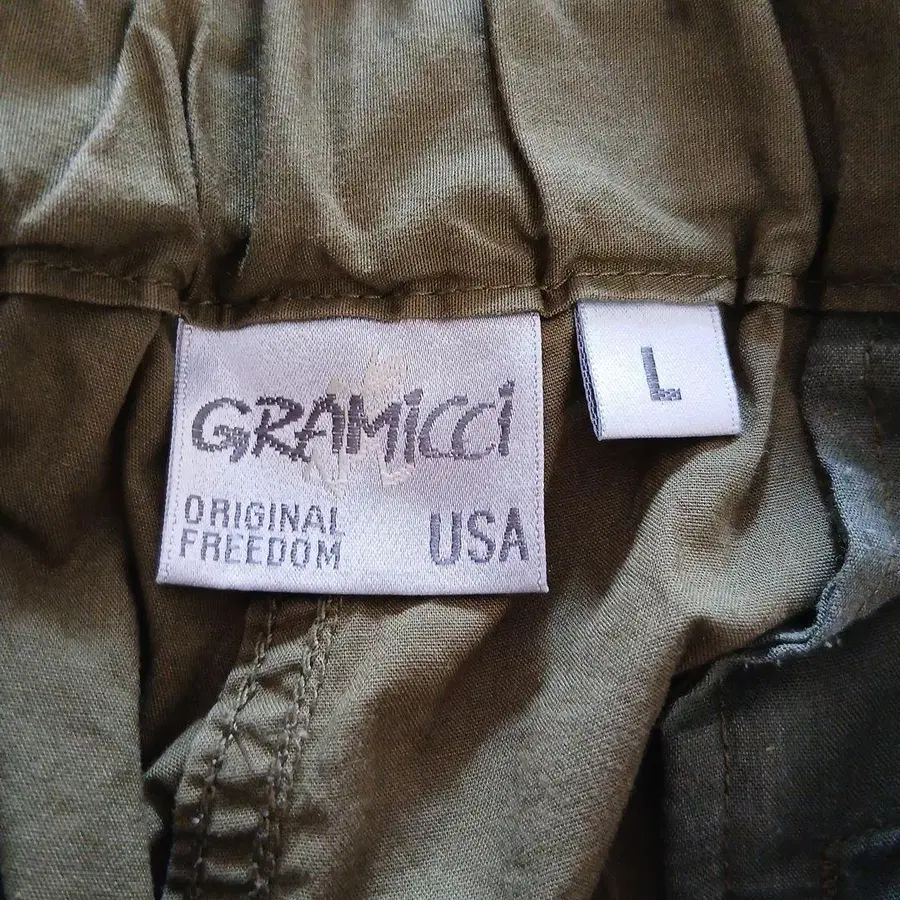 GRAMiCCi
L
ORIGINAL
FREEDOM
USA